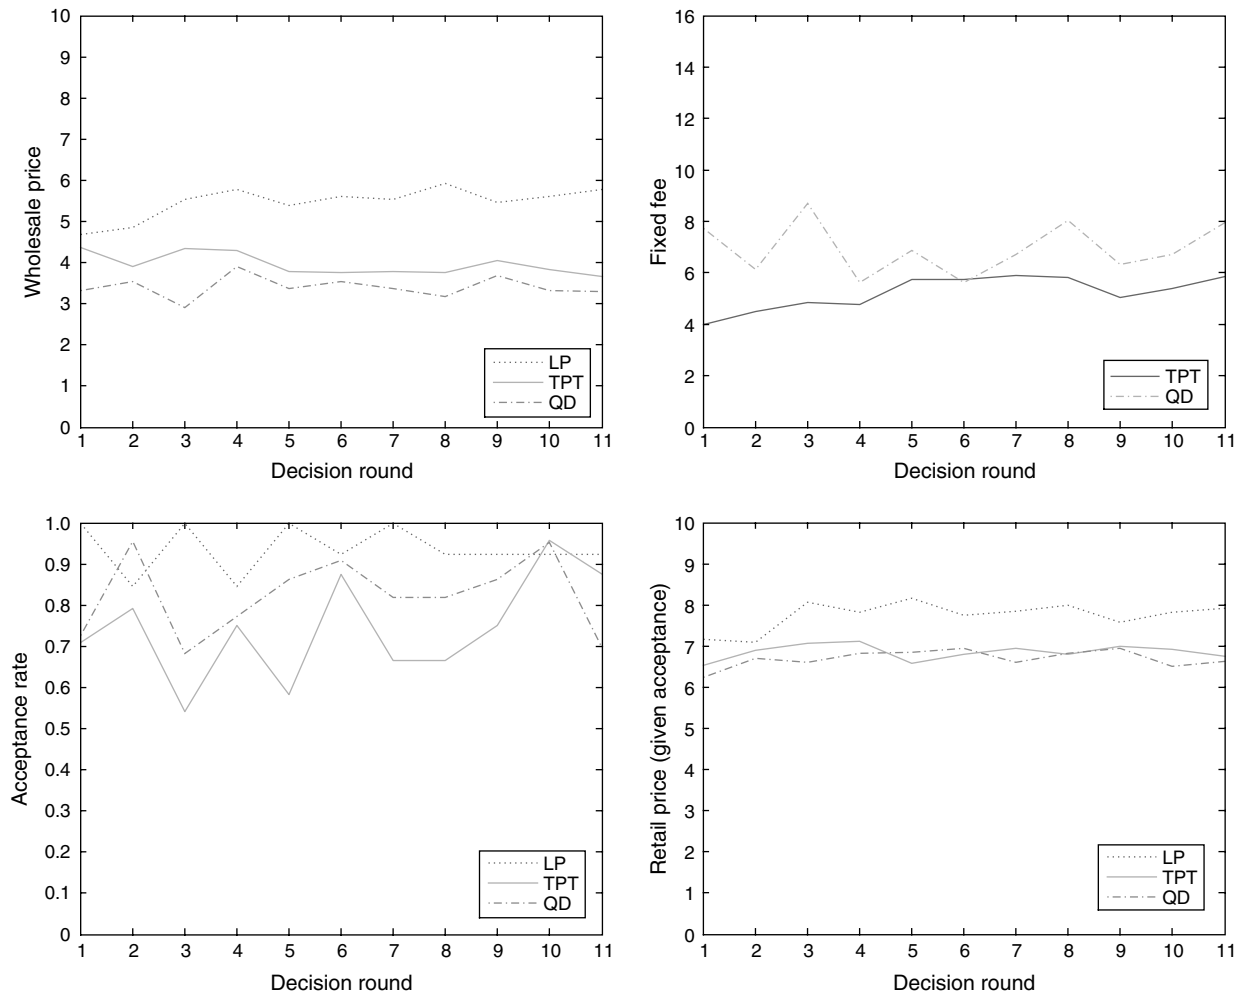 10
9
8
7
6
5
4
3
2
1
0
Wholesale price
LP
TPT
QD
1 2 3 4 5 6 7 8 9 10 11
Decision round
16
14
12
10
8
6
4
2
0
Fixed fee
TPT
QD
1 2 3 4 5 6 7 8 9 10 11
Decision round
1.0
0.9
0.8
0.7
0.6
0.5
0.4
0.3
0.2
0.1
0
Acceptance rate
LP
TPT
QD
1 2 3 4 5 6 7 8 9 10 11
Decision round
10
9
8
7
6
5
4
3
2
1
0
Retail price (given acceptance)
LP
TPT
QD
1 2 3 4 5 6 7 8 9 10 11
Decision round